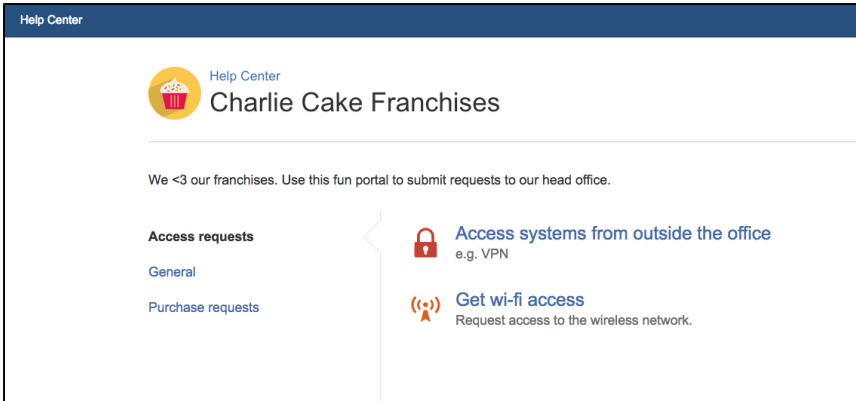 Help Center
Help Center
Charlie Cake Franchises
We <3 our franchises. Use this fun portal to submit requests to our head office.
Access requests
General
Purchase requests
Access systems from outside the office
e.g. VPN
Get wi-fi access
Request access to the wireless network.